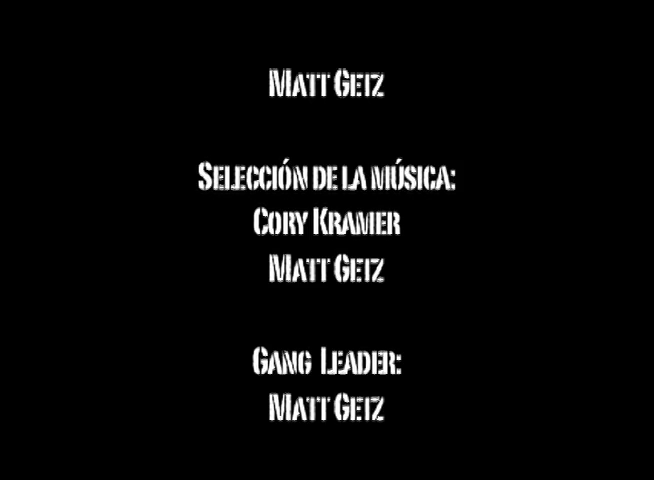 Matt Getz
Selección de la música:
Cory Kramer
Matt Getz
Gang Leader:
Matt Getz